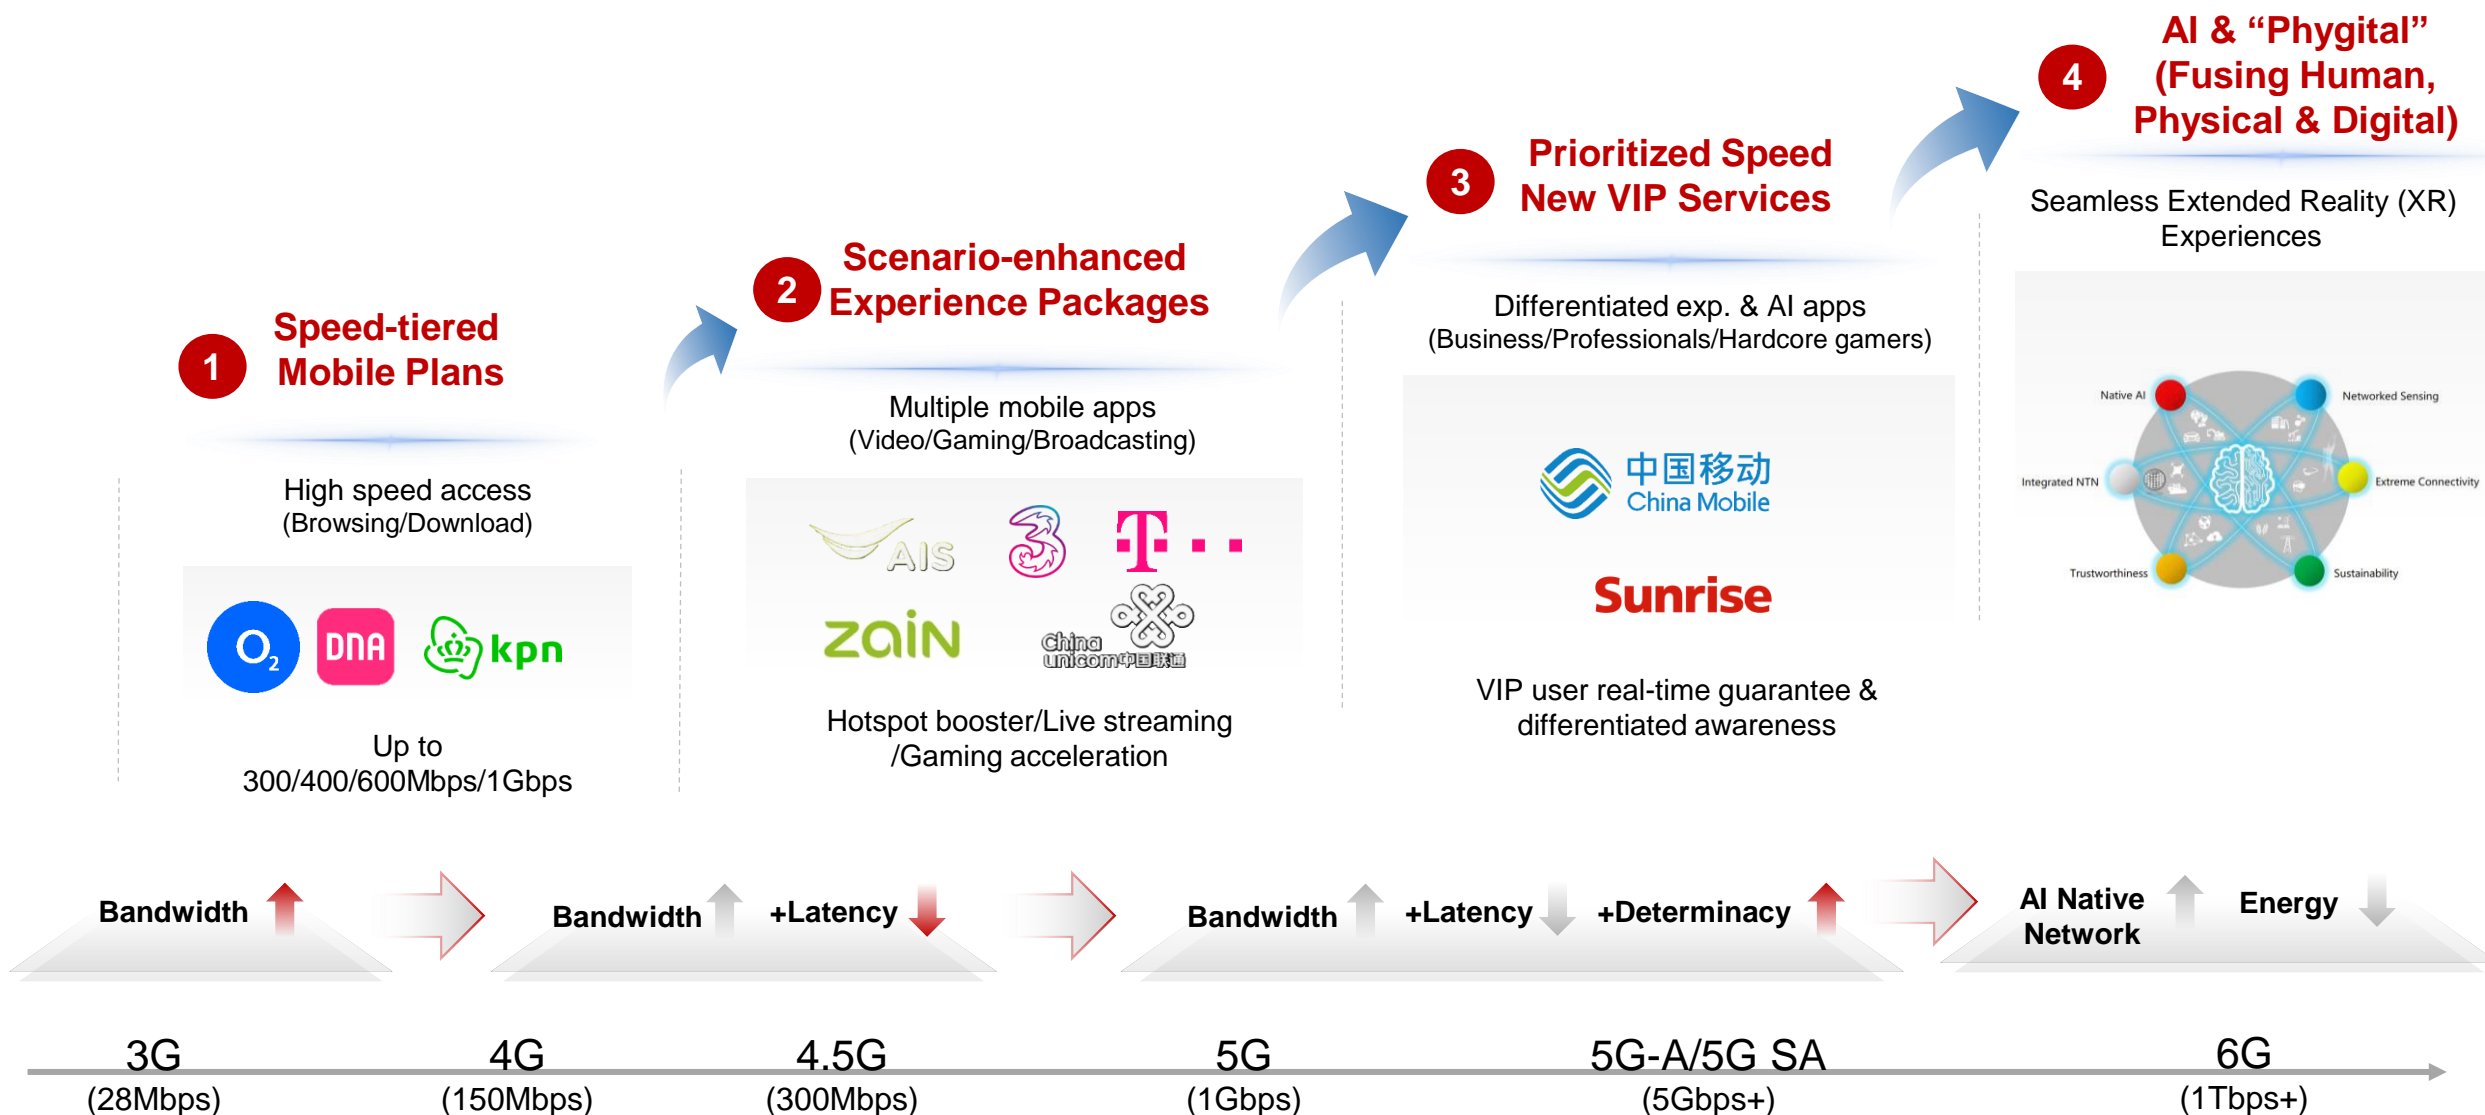 1
Speed-tiered
Mobile Plans
High speed access
(Browsing/Download)
O2
DNA
kpn
Up to
300/400/600Mbps/1Gbps
2
Scenario-enhanced
Experience Packages
Multiple mobile apps
(Video/Gaming/Broadcasting)
AIS
3
T
zain
China
unicom中国联通
Hotspot booster/Live streaming
/Gaming acceleration
3
Prioritized Speed
New VIP Services
Differentiated exp. & AI apps
(Business/Professionals/Hardcore gamers)
中国移动
China Mobile
Sunrise
VIP user real-time guarantee &
differentiated awareness
4
AI & “Phygital”
(Fusing Human,
Physical & Digital)
Seamless Extended Reality (XR)
Experiences
Native AI
Networked Sensing
Integrated NTN
Extreme Connectivity
Trustworthiness
Sustainability
Bandwidth
Bandwidth
+Latency
Bandwidth
+Latency
+Determinacy
AI Native
Network
Energy
3G
(28Mbps)
4G
(150Mbps)
4.5G
(300Mbps)
5G
(1Gbps)
5G-A/5G SA
(5Gbps+)
6G
(1Tbps+)